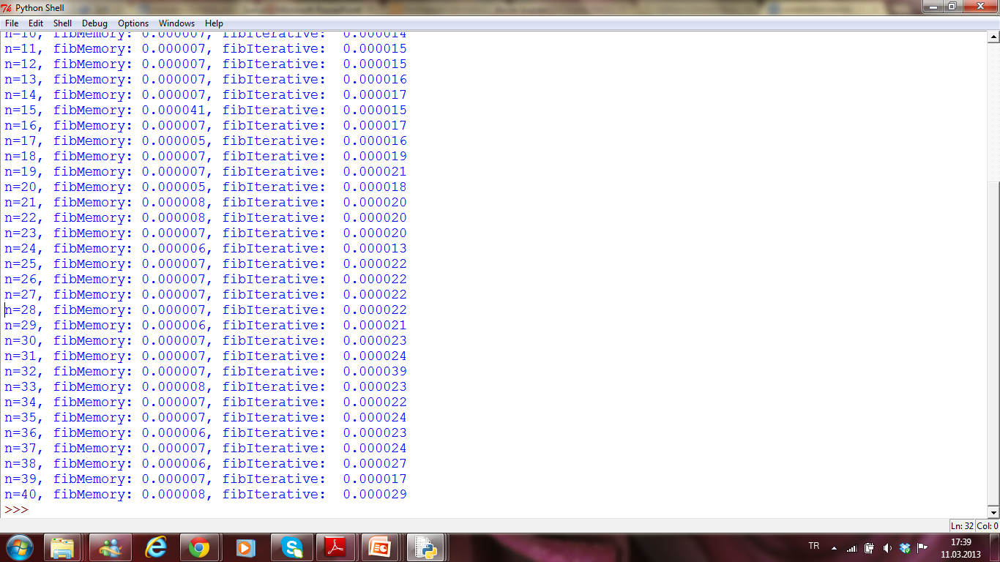 Python Shell
File Edit Shell Debug Options Windows Help
n=10, fibMemory: 0.000007, fibIterative:  0.000014
n=11, fibMemory: 0.000007, fibIterative:  0.000015
n=12, fibMemory: 0.000007, fibIterative:  0.000015
n=13, fibMemory: 0.000007, fibIterative:  0.000016
n=14, fibMemory: 0.000007, fibIterative:  0.000017
n=15, fibMemory: 0.000041, fibIterative:  0.000015
n=16, fibMemory: 0.000007, fibIterative:  0.000017
n=17, fibMemory: 0.000005, fibIterative:  0.000016
n=18, fibMemory: 0.000007, fibIterative:  0.000019
n=19, fibMemory: 0.000007, fibIterative:  0.000021
n=20, fibMemory: 0.000005, fibIterative:  0.000018
n=21, fibMemory: 0.000008, fibIterative:  0.000020
n=22, fibMemory: 0.000008, fibIterative:  0.000020
n=23, fibMemory: 0.000007, fibIterative:  0.000020
n=24, fibMemory: 0.000006, fibIterative:  0.000013
n=25, fibMemory: 0.000007, fibIterative:  0.000022
n=26, fibMemory: 0.000007, fibIterative:  0.000022
n=27, fibMemory: 0.000007, fibIterative:  0.000022
n=28, fibMemory: 0.000007, fibIterative:  0.000022
n=29, fibMemory: 0.000006, fibIterative:  0.000021
n=30, fibMemory: 0.000007, fibIterative:  0.000023
n=31, fibMemory: 0.000007, fibIterative:  0.000024
n=32, fibMemory: 0.000007, fibIterative:  0.000039
n=33, fibMemory: 0.000008, fibIterative:  0.000023
n=34, fibMemory: 0.000007, fibIterative:  0.000022
n=35, fibMemory: 0.000007, fibIterative:  0.000024
n=36, fibMemory: 0.000006, fibIterative:  0.000023
n=37, fibMemory: 0.000007, fibIterative:  0.000024
n=38, fibMemory: 0.000006, fibIterative:  0.000027
n=39, fibMemory: 0.000007, fibIterative:  0.000017
n=40, fibMemory: 0.000008, fibIterative:  0.000029
>>>
Ln: 32 Col: 0
TR
17:39
11.03.2013